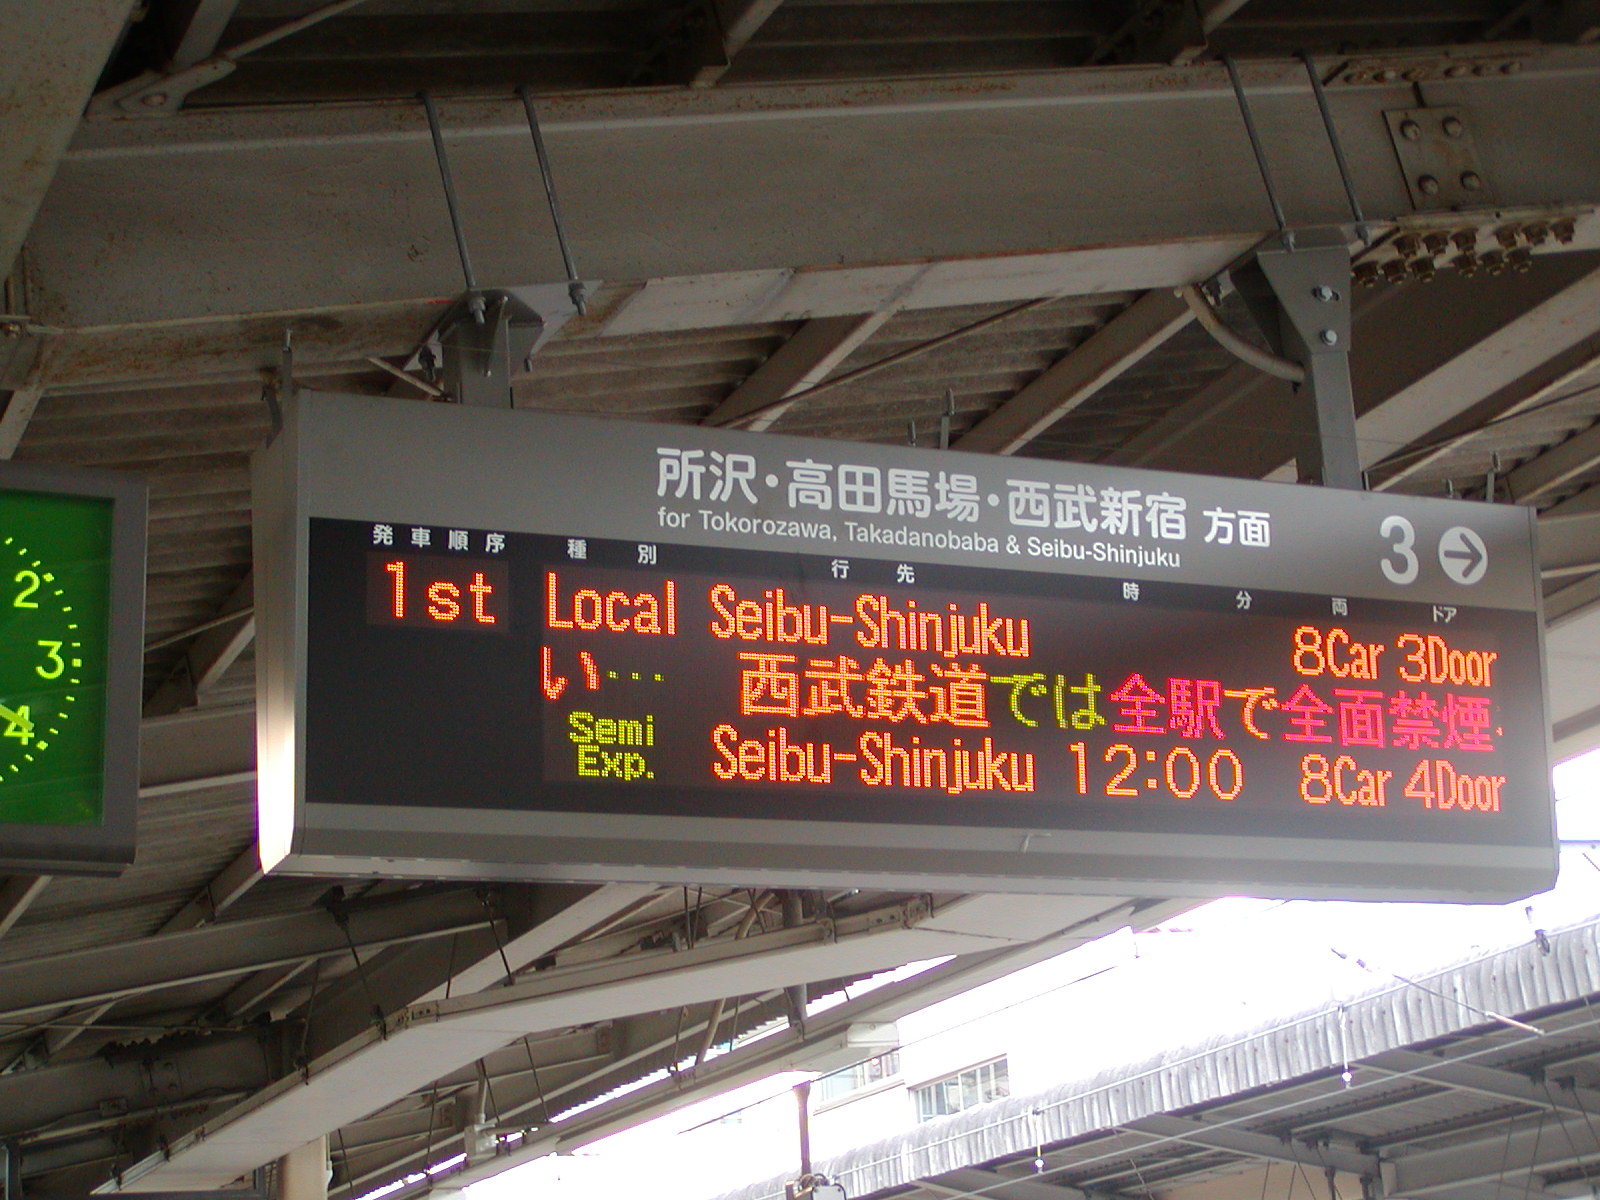 所沢・高田馬場・西武新宿 方面
for Tokorozawa, Takadanobaba & Seibu-Shinjuku
3
発車順序 種別 行先 時 分 両 ドア
1st Local Seibu-Shinjuku 8Car 3Door
い… 西武鉄道では全駅で全面禁煙
Semi Exp. Seibu-Shinjuku 12:00 8Car 4Door
2
3
4